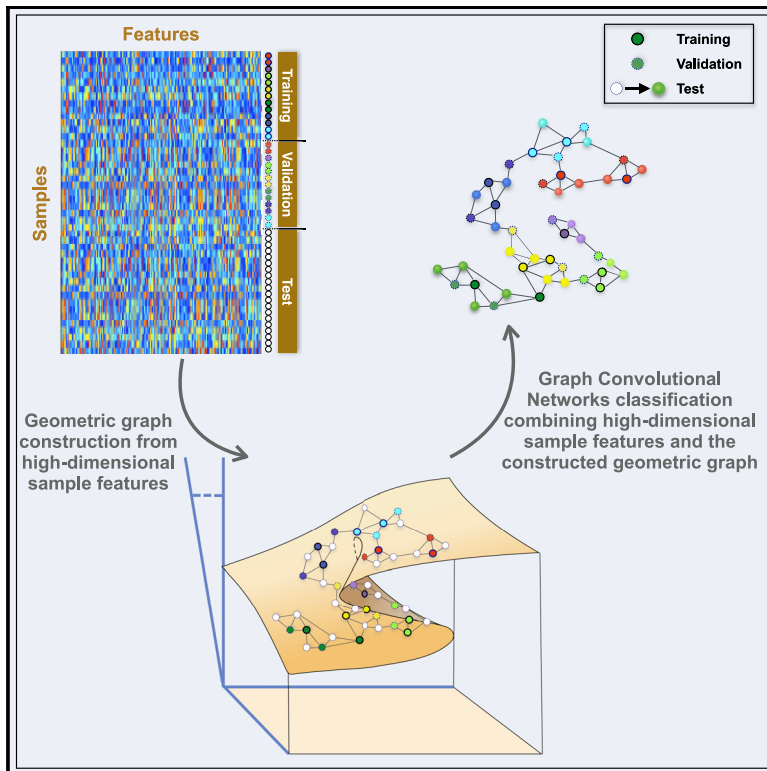 Features
Samples
Training
Validation
Test
Training
Validation
Test
Geometric graph
construction from
high-dimensional
sample features
Graph Convolutional
Networks classification
combining high-dimensional
sample features and the
constructed geometric graph